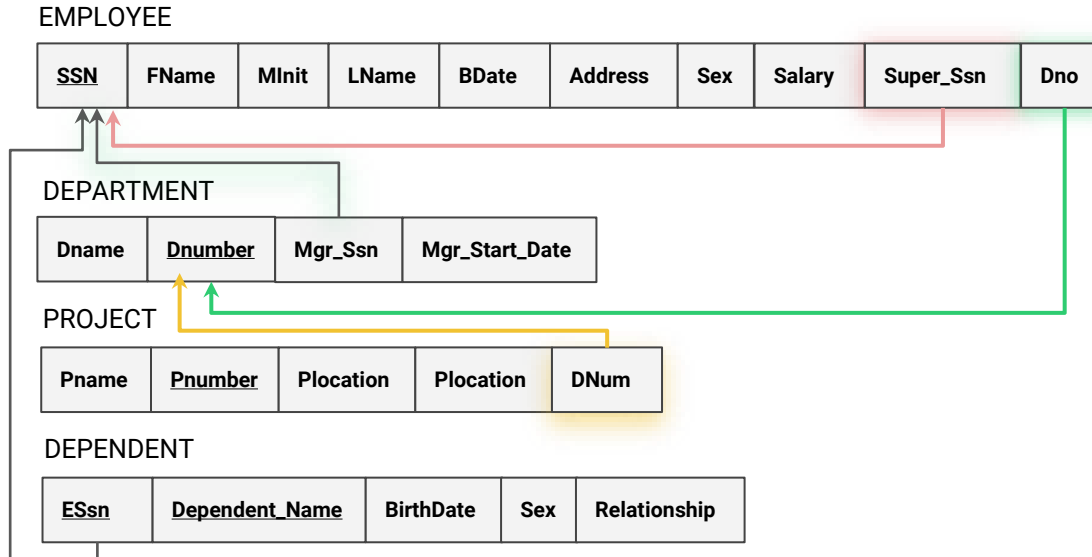 EMPLOYEE
SSN FName MInit LName BDate Address Sex Salary Super_Ssn Dno
DEPARTMENT
Dname Dnumber Mgr_Ssn Mgr_Start_Date
PROJECT
Pname Pnumber Plocation Plocation DNum
DEPENDENT
ESsn Dependent_Name BirthDate Sex Relationship